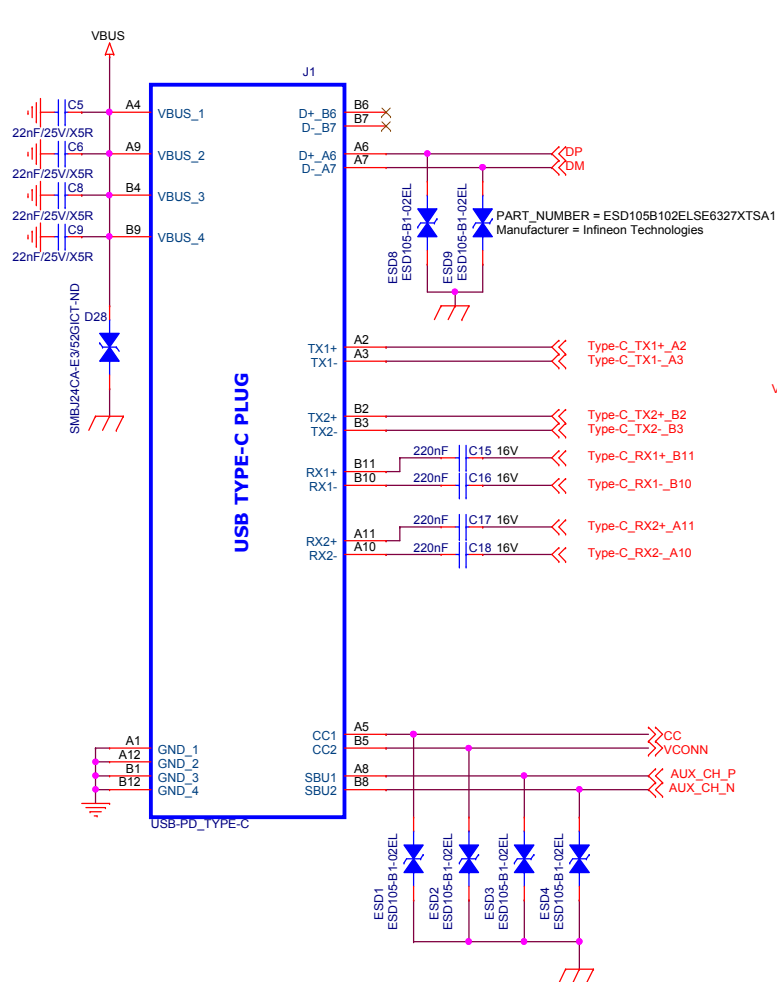 VBUS
J1
C5
A4
VBUS_1
22nF/25V/X5R
C6
A9
VBUS_2
22nF/25V/X5R
C8
B4
VBUS_3
22nF/25V/X5R
C9
B9
VBUS_4
22nF/25V/X5R
D+_B6
B6
D-_B7
B7
D+_A6
A6
DP
D-_A7
A7
DM
ESD8
ESD105-B1-02EL
ESD9
ESD105-B1-02EL
PART_NUMBER = ESD105B102ELSE6327XTSA1
Manufacturer = Infineon Technologies
D28
SMBJ24CA-E3/52GICT-ND
USB TYPE-C PLUG
TX1+
A2
Type-C_TX1+_A2
TX1-
A3
Type-C_TX1-_A3
V
TX2+
B2
Type-C_TX2+_B2
TX2-
B3
Type-C_TX2-_B3
220nF
C15
16V
Type-C_RX1+_B11
RX1+
B11
RX1-
B10
220nF
C16
16V
Type-C_RX1-_B10
220nF
C17
16V
Type-C_RX2+_A11
RX2+
A11
RX2-
A10
220nF
C18
16V
Type-C_RX2-_A10
CC1
A5
CC
CC2
B5
VCONN
SBU1
A8
AUX_CH_P
SBU2
B8
AUX_CH_N
A1
GND_1
A12
GND_2
B1
GND_3
B12
GND_4
USB-PD_TYPE-C
ESD1
ESD105-B1-02EL
ESD2
ESD105-B1-02EL
ESD3
ESD105-B1-02EL
ESD4
ESD105-B1-02EL